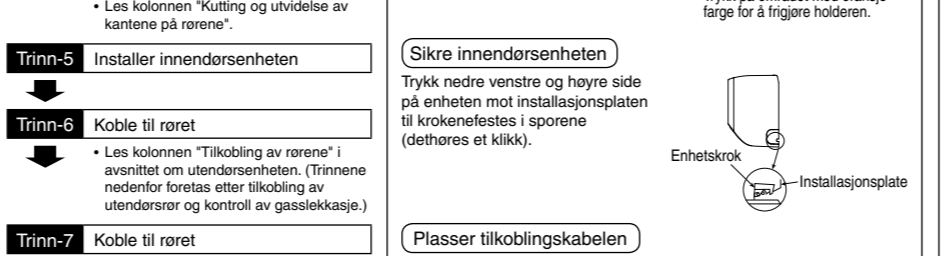 • Les kolonnen "Kutting og utvidelse av
kantene på rørene".
Trinn-5 Installer innendørsenheten
Trinn-6 Koble til røret
• Les kolonnen "Tilkobling av rørene" i
avsnittet om utendørsenheten. (Trinnene
nedenfor foretas etter tilkobling av
utendørsrør og kontroll av gasslekkasje.)
Trinn-7 Koble til røret
farge for å frigjøre holderen.
Sikre innendørsenheten
Trykk nedre venstre og høyre side
på enheten mot installasjonsplaten
til krokenefestes i sporene
(dethøres et klikk).
Enhetskrok
Installasjonsplate
Plasser tilkoblingskabelen